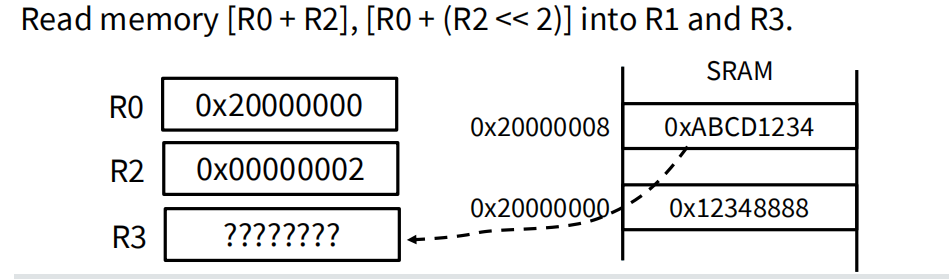 Read memory [R0 + R2], [R0 + (R2 << 2)] into R1 and R3.
SRAM
R0 0x20000000
0x20000008 0xABCD1234
R2 0x00000002
0x20000000 0x12348888
R3 ????????